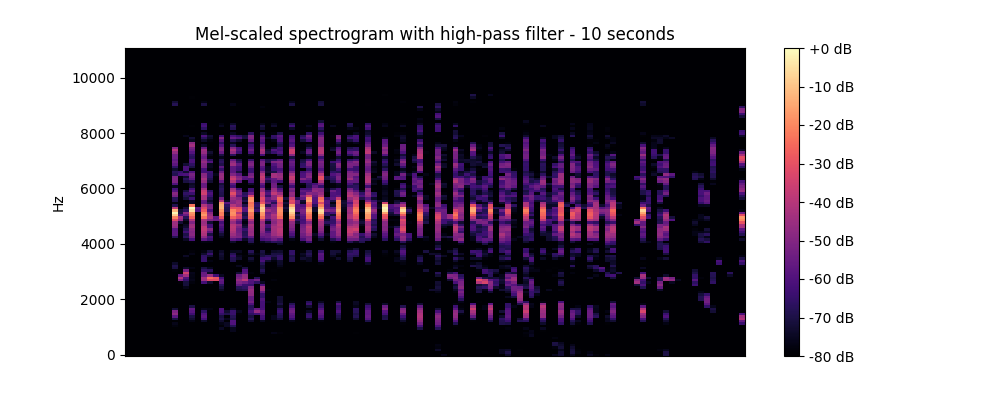 Mel-scaled spectrogram with high-pass filter - 10 seconds
Hz
10000
8000
6000
4000
2000
0
+0 dB
-10 dB
-20 dB
-30 dB
-40 dB
-50 dB
-60 dB
-70 dB
-80 dB